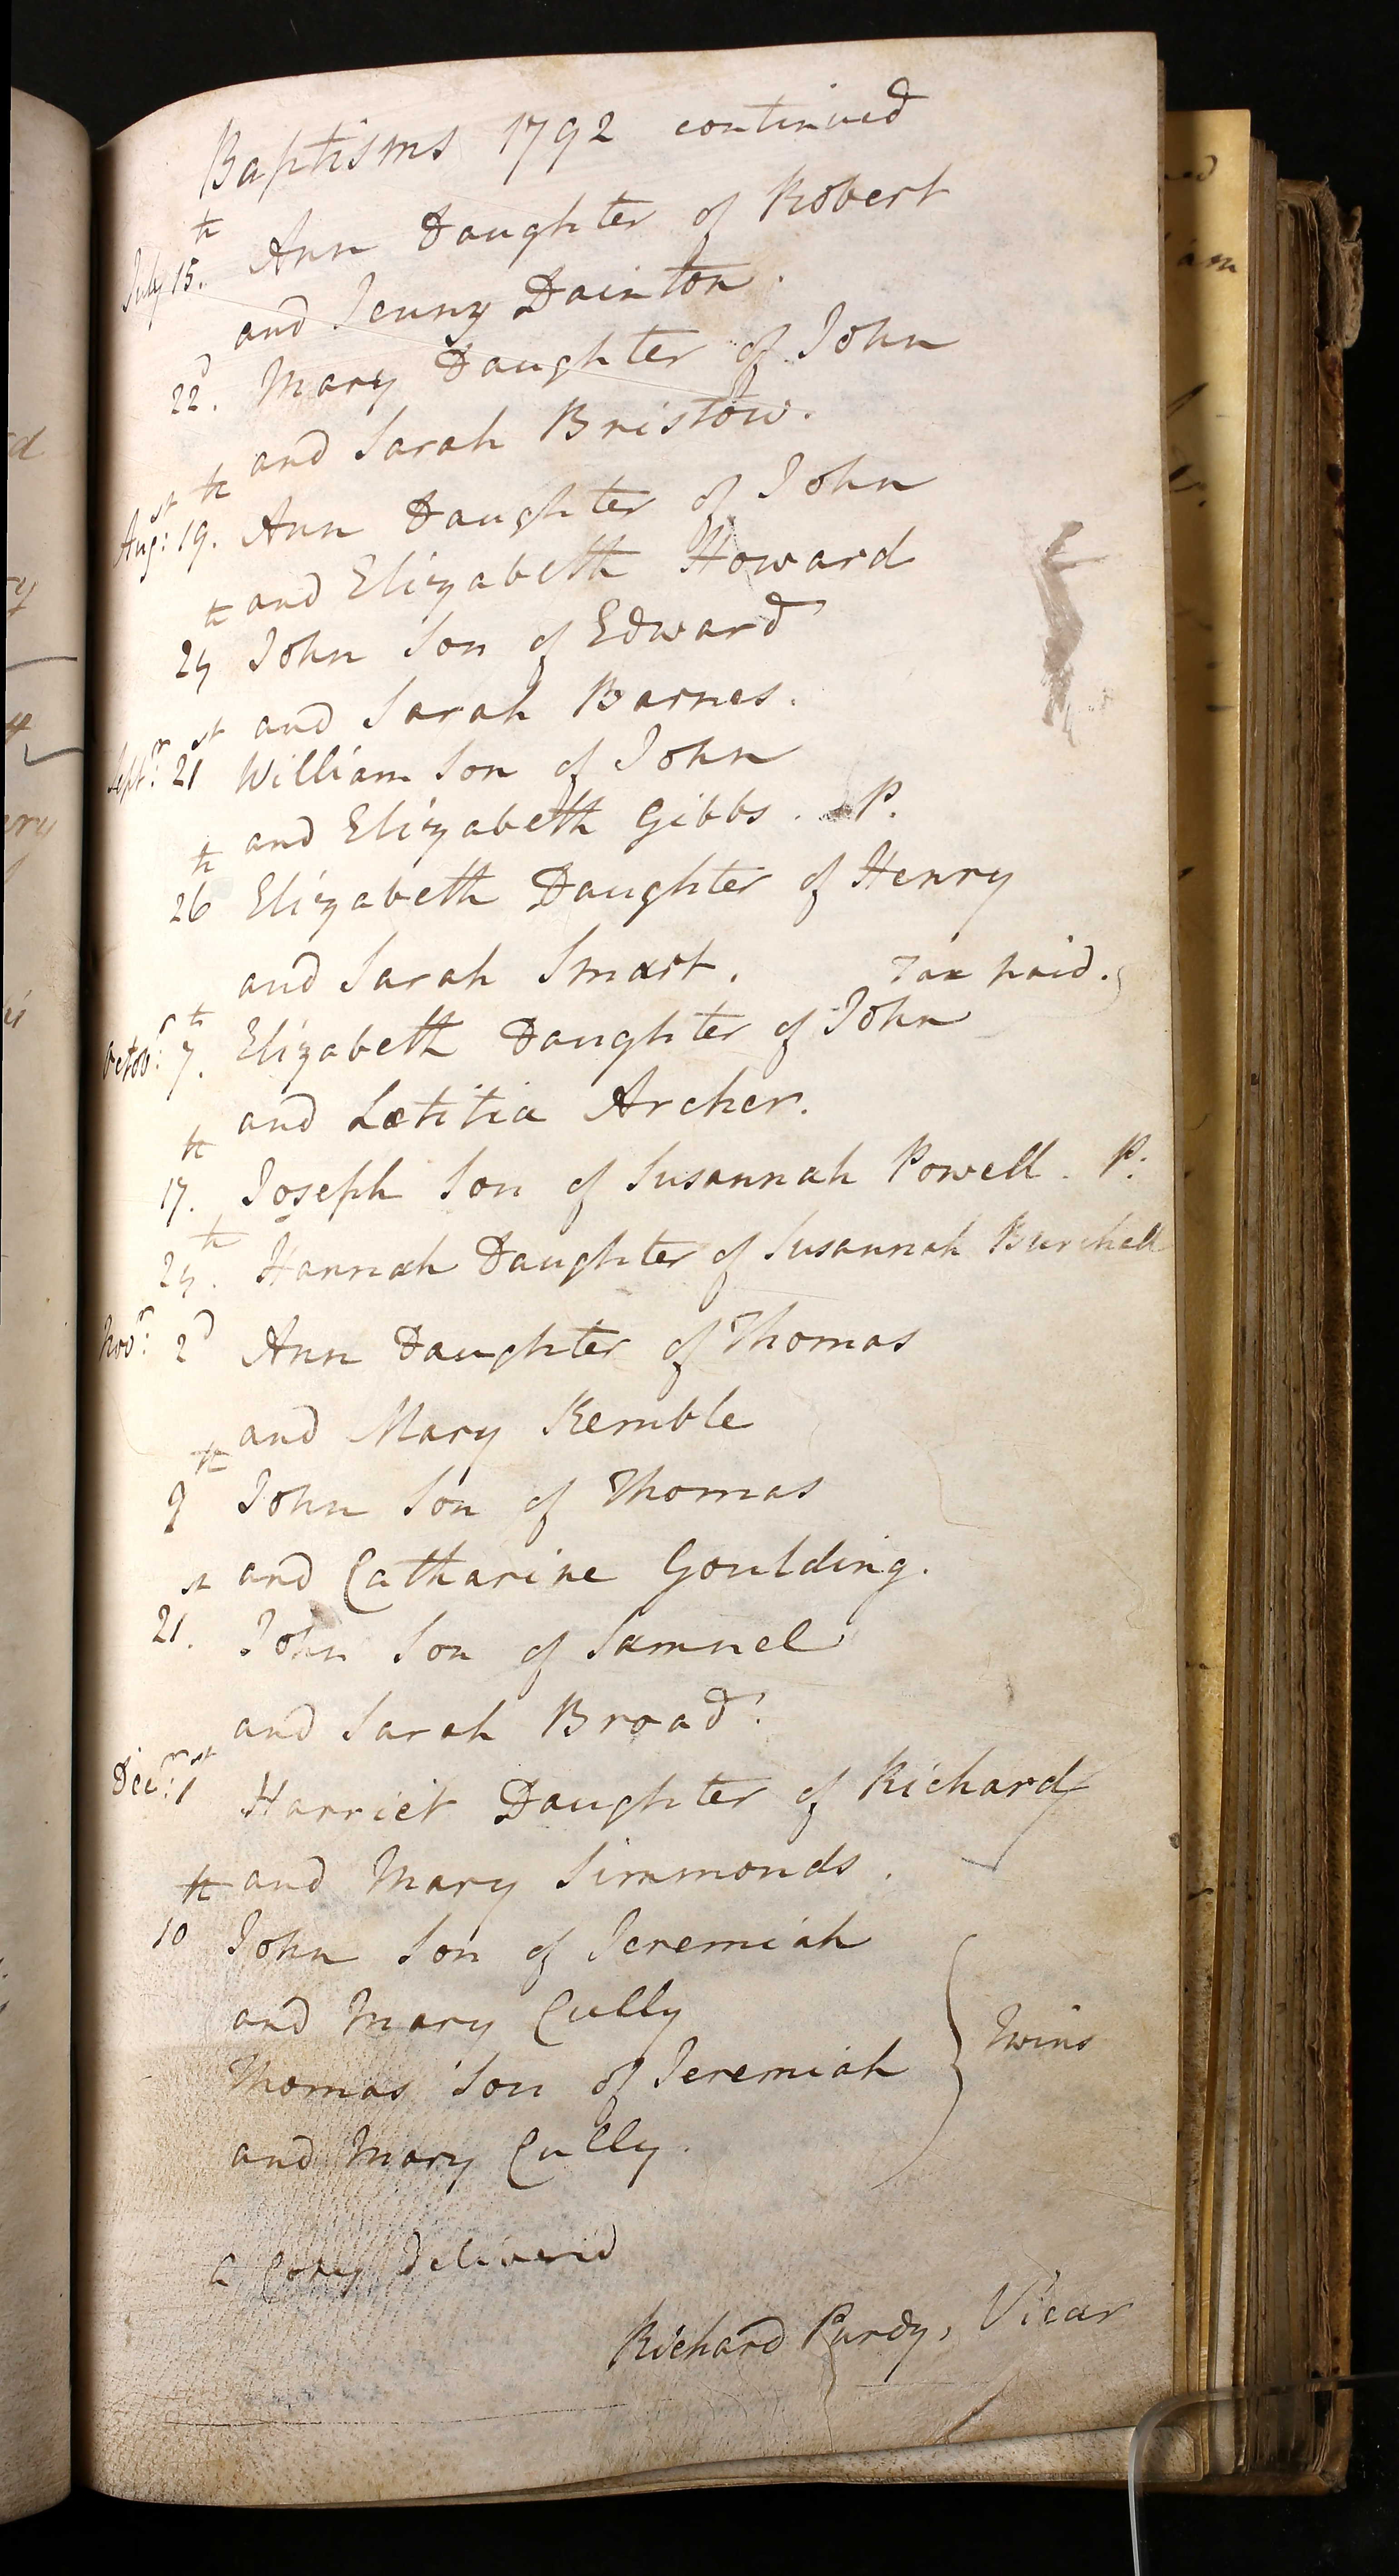 Baptisms 1792 continued
July 15th. Ann Daughter of Robert
and Jenny Dainton.
22d. Mary Daughter of John
and Sarah Bristow.
Augst: 19th. Ann Daughter of John
and Elizabeth Howard
th John Son of Edward
and Sarah Barnes.
Septr: 21st William Son of John
and Elizabeth Gibbs. P.
26th Elizabeth Daughter of Henry
and Sarah Smart. Tax paid.
Octobr: 7th. Elizabeth Daughter of John
and Lætitia Archer.
17th. Joseph Son of Susannah Powell. P.
th. Hannah Daughter of Susannah Burchell
Novr: 2d Ann Daughter of Thomas
and Mary Kemble
th John Son of Thomas
and Catharine Goulding.
21st. John Son of Samuel
and Sarah Broad.
Decr: 1st Harriet Daughter of Richard
and Mary Simmonds.
10th John Son of Jeremiah
and Mary Cully
Twins
Thomas Son of Jeremiah
and Mary Cully.
a Copy Deliverid
Richard Purdy, Vicar